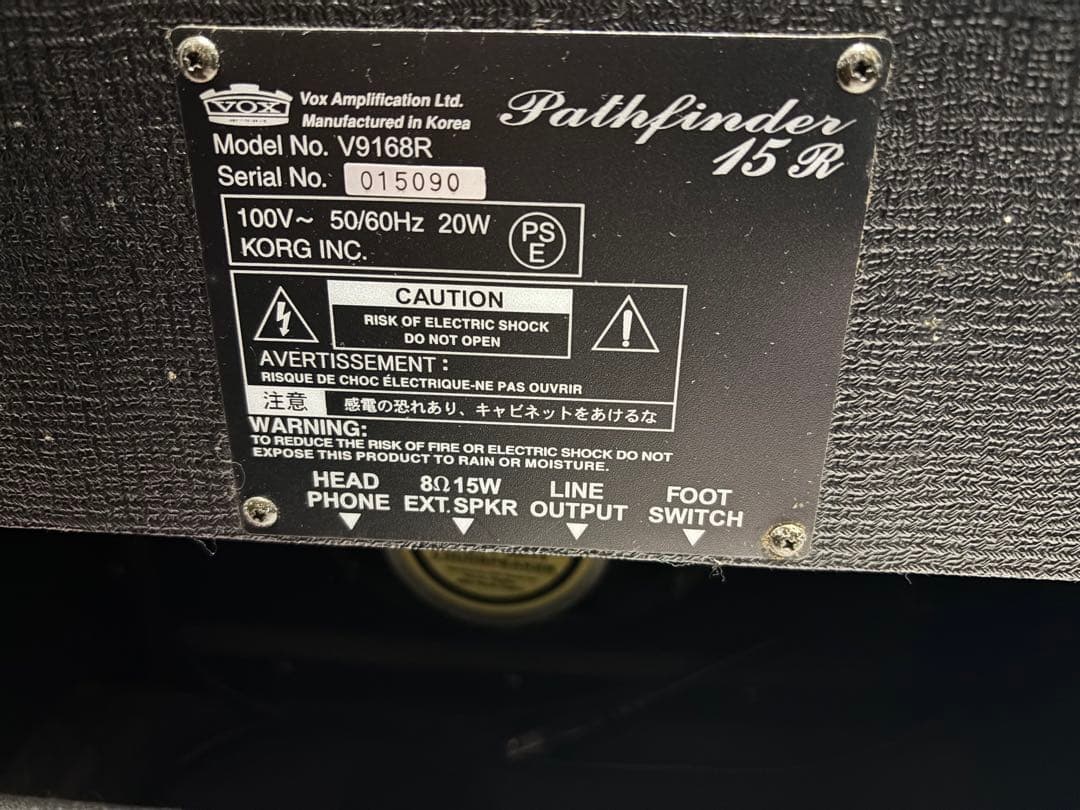 VOX
Vox Amplification Ltd.
Manufactured in Korea
Pathfinder
15 R
Model No. V9168R
Serial No. 015090
100V~ 50/60Hz 20W
KORG INC.
PS
E
CAUTION
RISK OF ELECTRIC SHOCK
DO NOT OPEN
AVERTISSEMENT :
RISQUE DE CHOC ÉLECTRIQUE-NE PAS OUVRIR
注意 感電の恐れあり、キャビネットをあけるな
WARNING:
TO REDUCE THE RISK OF FIRE OR ELECTRIC SHOCK DO NOT
EXPOSE THIS PRODUCT TO RAIN OR MOISTURE.
HEAD
PHONE
8Ω15W
EXT.SPKR
LINE
OUTPUT
FOOT
SWITCH